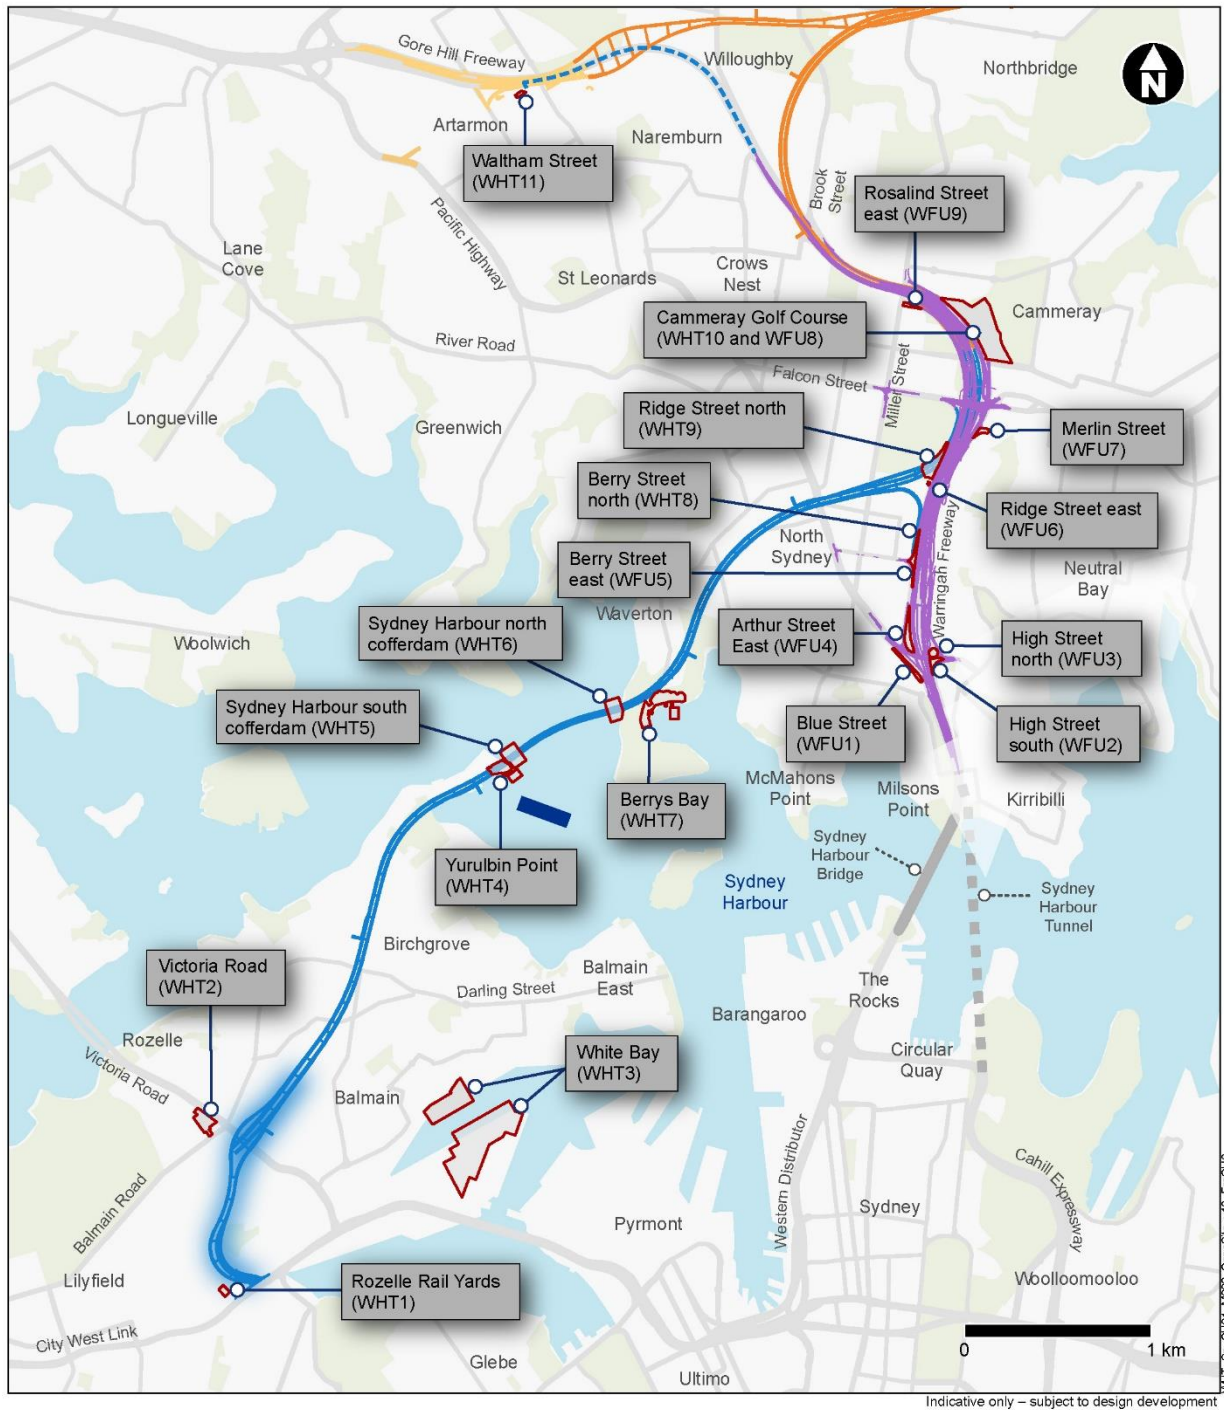 Gore Hill Freeway
Willoughby
Northbridge
N
Artarmon
Naremburn
Waltham Street
(WHT11)
Brook
Street
Rosalind Street
east (WFU9)
Pacific Highway
Lane
Cove
St Leonards
Crows
Nest
Cammeray Golf Course
(WHT10 and WFU8)
Cammeray
River Road
Falcon Street
Miller Street
Longueville
Greenwich
Ridge Street north
(WHT9)
Merlin Street
(WFU7)
Berry Street
north (WHT8)
Ridge Street east
(WFU6)
North
Sydney
Warringah Freeway
Berry Street
east (WFU5)
Neutral
Bay
Waverton
Woolwich
Sydney Harbour north
cofferdam (WHT6)
Arthur Street
East (WFU4)
High Street
north (WFU3)
Sydney Harbour south
cofferdam (WHT5)
Blue Street
(WFU1)
High Street
south (WFU2)
Berrys Bay
(WHT7)
McMahons
Point
Milsons
Point
Kirribilli
Yurulbin Point
(WHT4)
Sydney
Harbour
Bridge
Sydney
Harbour
Sydney
Harbour
Tunnel
Birchgrove
Victoria Road
(WHT2)
Darling Street
Balmain
East
The
Rocks
Barangaroo
Rozelle
Victoria Road
White Bay
(WHT3)
Circular
Quay
Balmain
Western Distributor
Cahill Expressway
Balmain Road
Sydney
Pyrmont
Lilyfield
Rozelle Rail Yards
(WHT1)
Woolloomooloo
City West Link
Glebe
Ultimo
0 1 km
Indicative only – subject to design development